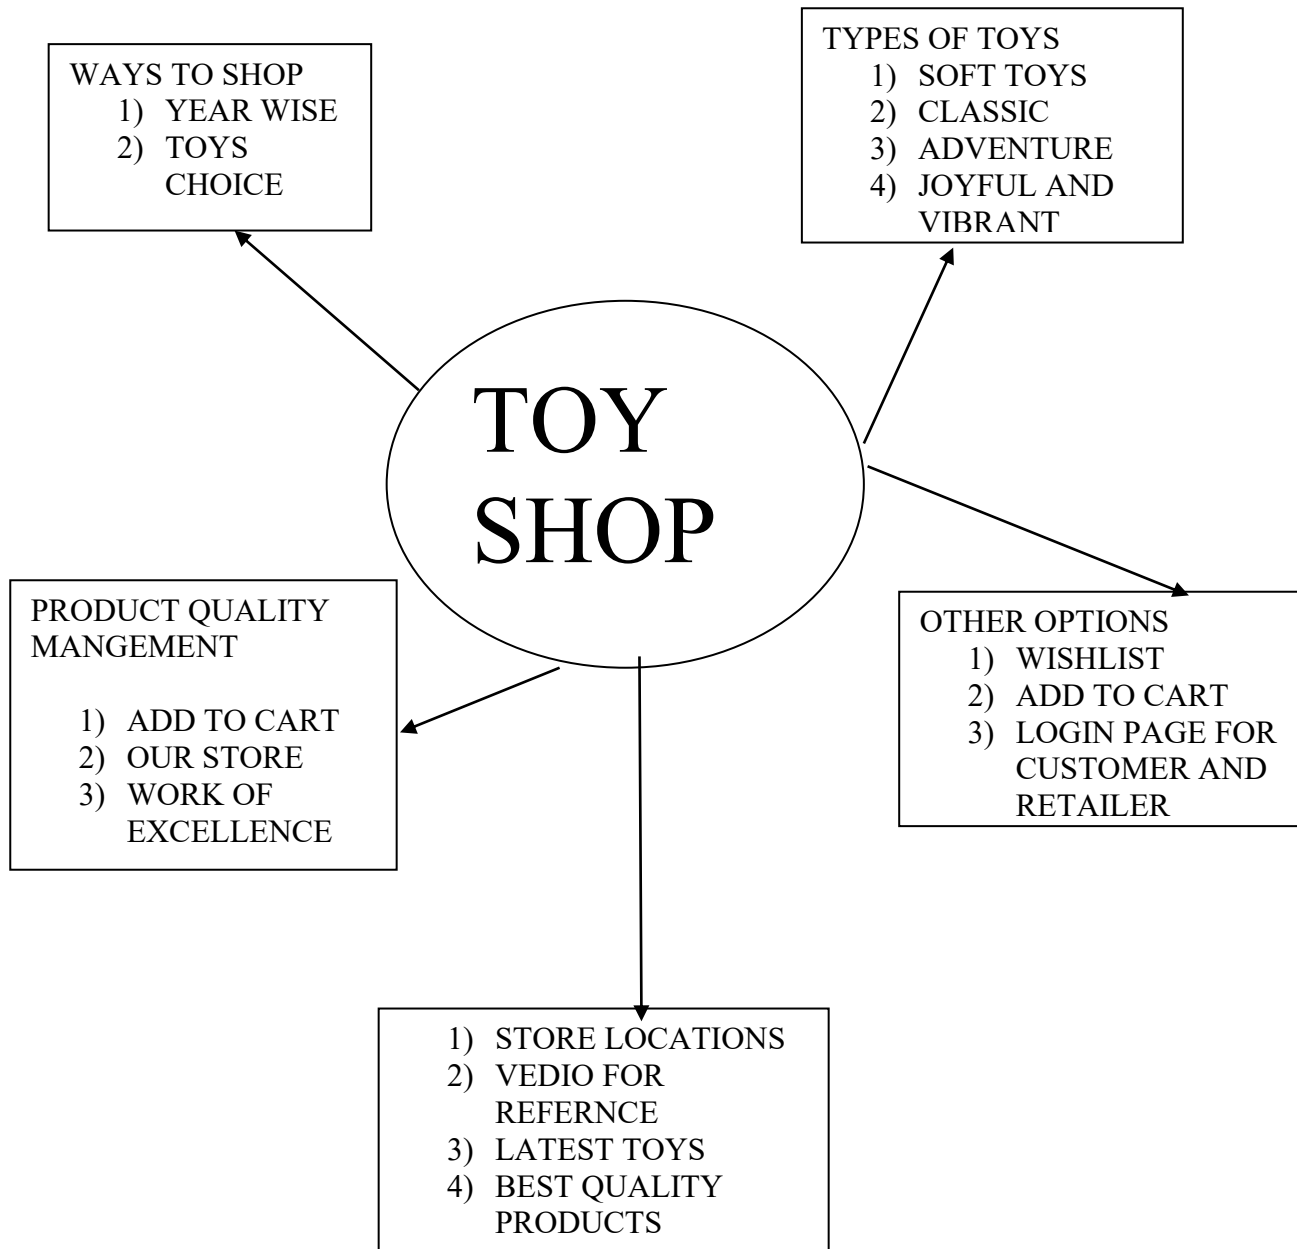 WAYS TO SHOP
1) YEAR WISE
2) TOYS
CHOICE
TYPES OF TOYS
1) SOFT TOYS
2) CLASSIC
3) ADVENTURE
4) JOYFUL AND
VIBRANT
TOY
SHOP
PRODUCT QUALITY
MANGEMENT
1) ADD TO CART
2) OUR STORE
3) WORK OF
EXCELLENCE
OTHER OPTIONS
1) WISHLIST
2) ADD TO CART
3) LOGIN PAGE FOR
CUSTOMER AND
RETAILER
1) STORE LOCATIONS
2) VEDIO FOR
REFERNCE
3) LATEST TOYS
4) BEST QUALITY
PRODUCTS